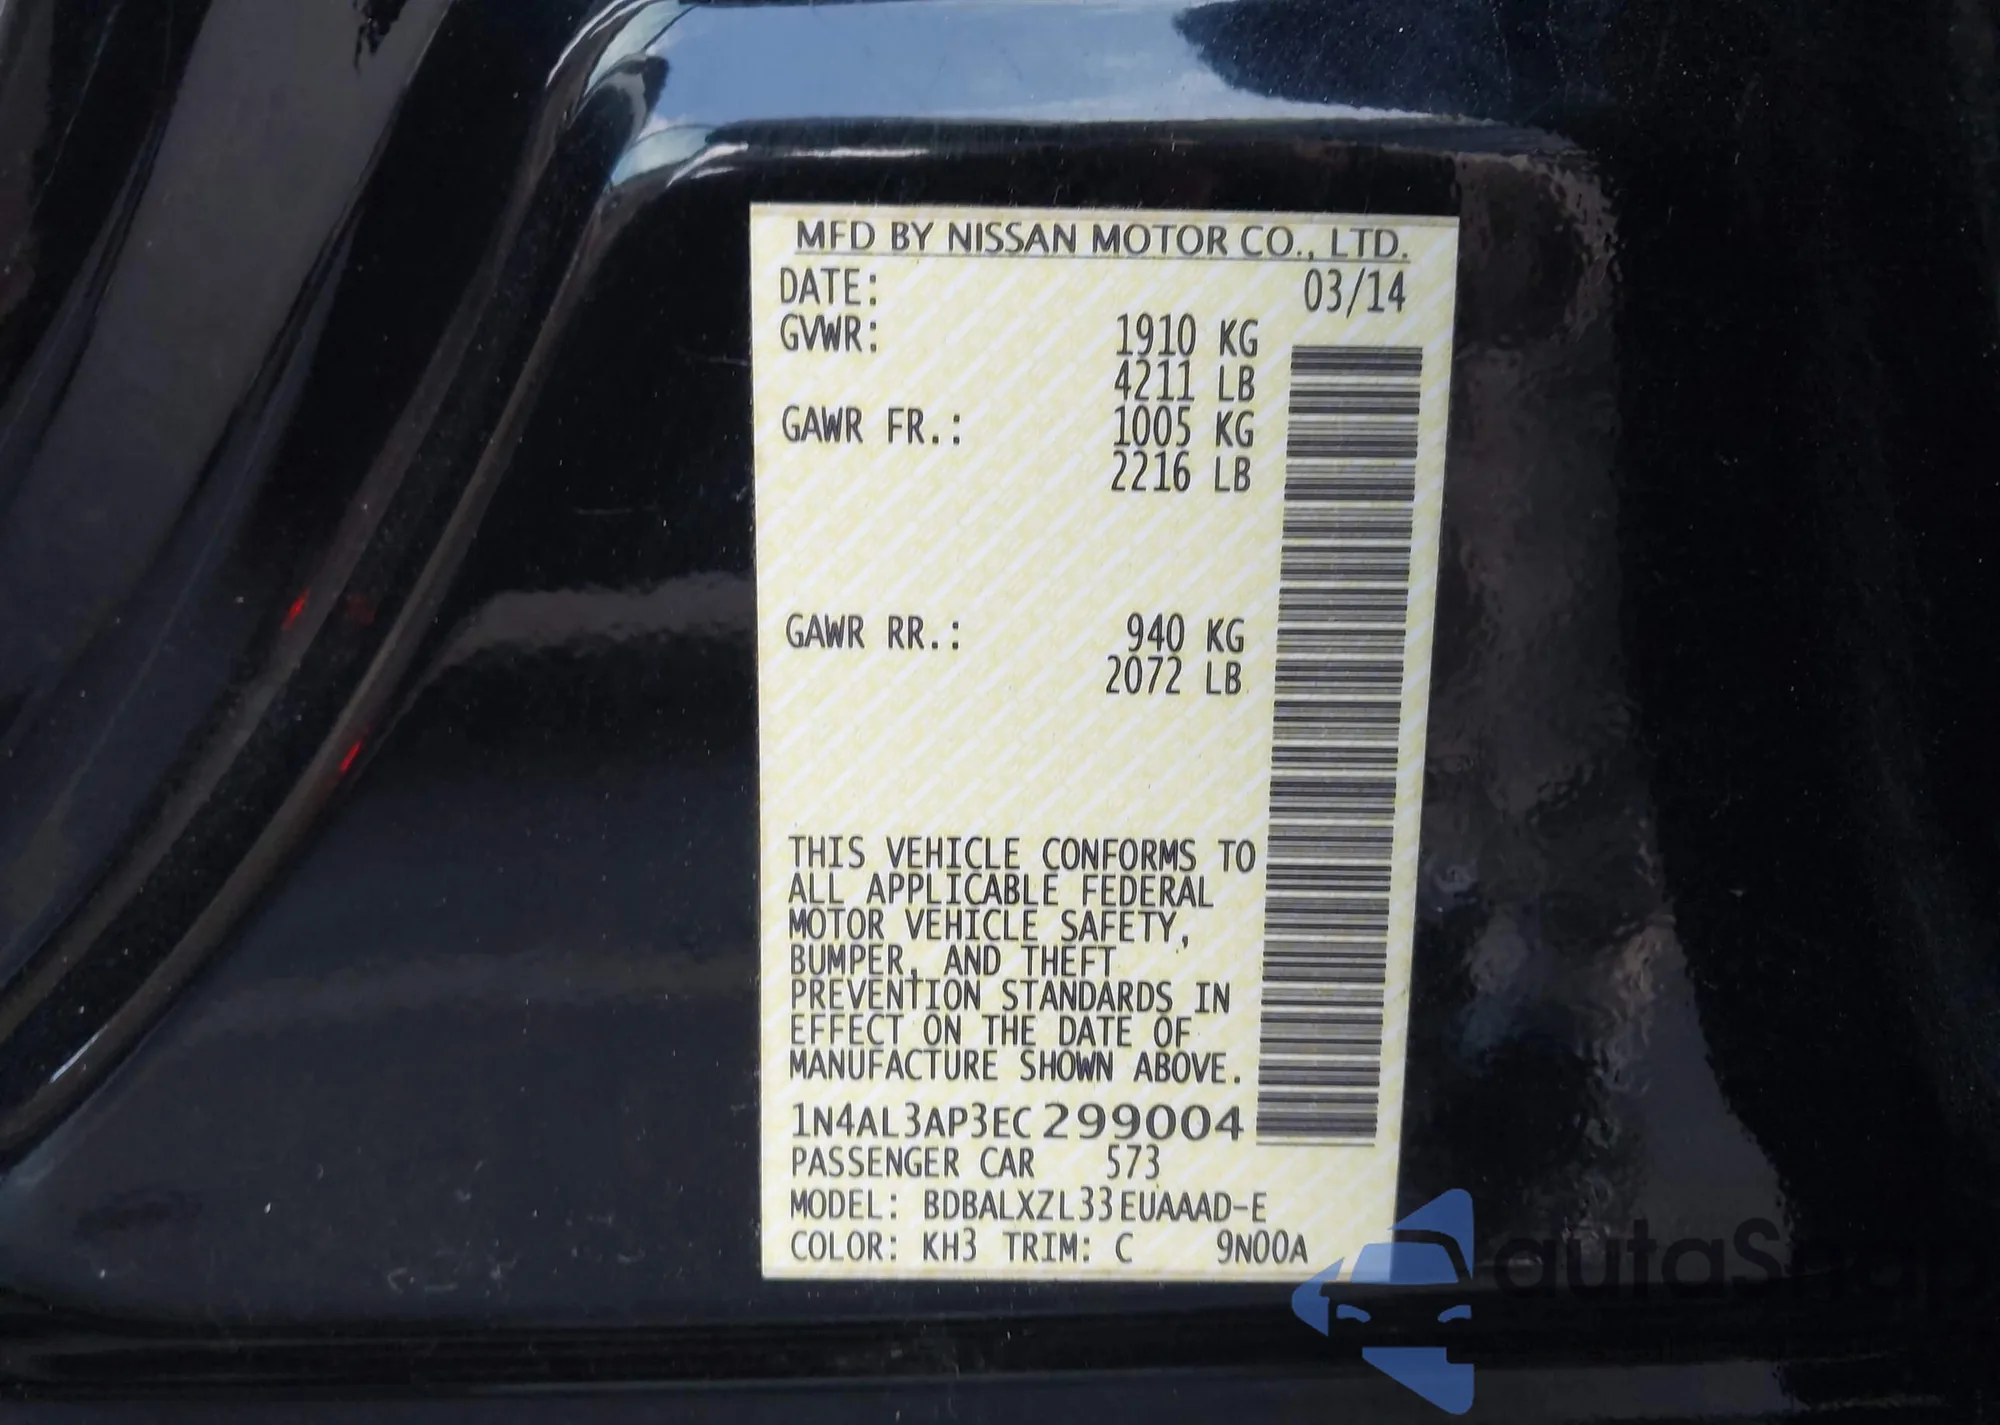 MFD BY NISSAN MOTOR CO., LTD.
DATE: 03/14
GVWR: 1910 KG
4211 LB
GAWR FR.: 1005 KG
2216 LB
GAWR RR.: 940 KG
2072 LB
THIS VEHICLE CONFORMS TO
ALL APPLICABLE FEDERAL
MOTOR VEHICLE SAFETY,
BUMPER, AND THEFT
PREVENTION STANDARDS IN
EFFECT ON THE DATE OF
MANUFACTURE SHOWN ABOVE.
1N4AL3AP3EC299004
PASSENGER CAR 573
MODEL: BDBALXZL33EUAAAD-E
COLOR: KH3 TRIM: C 9N00A